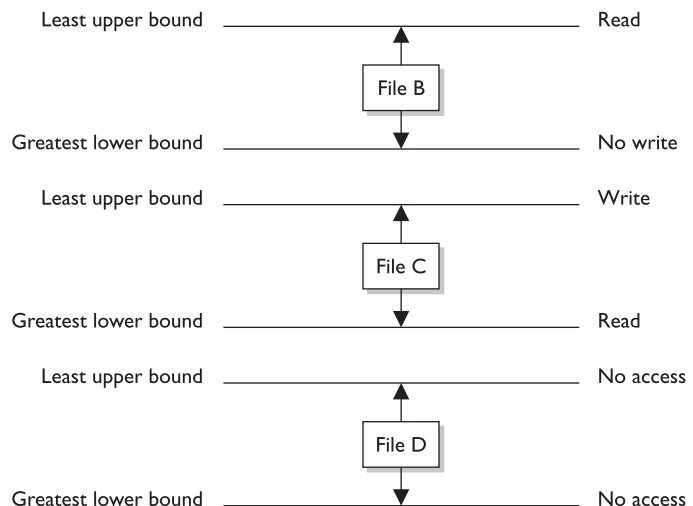 Least upper bound Read
File B
Greatest lower bound No write
Least upper bound Write
File C
Greatest lower bound Read
Least upper bound No access
File D
Greatest lower bound No access